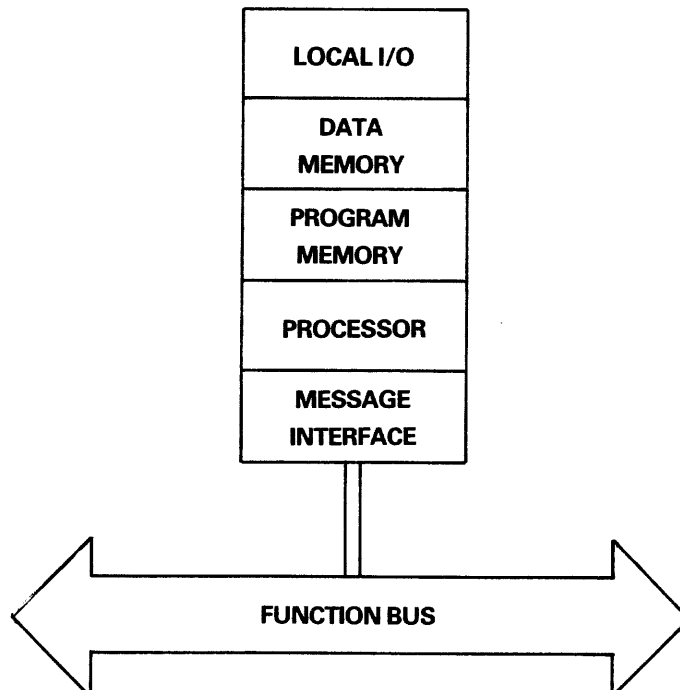 LOCAL I/O
DATA
MEMORY
PROGRAM
MEMORY
PROCESSOR
MESSAGE
INTERFACE
FUNCTION BUS